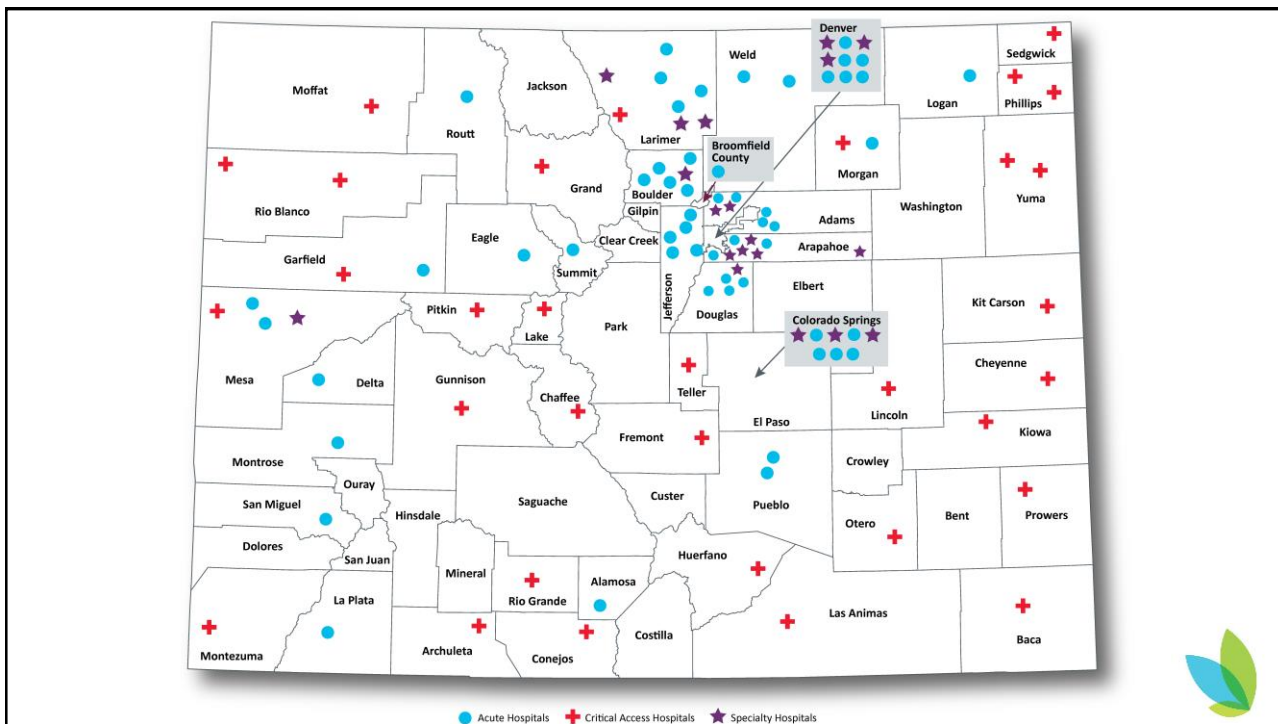 Denver
Sedgwick
Weld
Moffat
Jackson
Logan
Phillips
Routt
Larimer
Broomfield
County
Morgan
Grand
Boulder
Washington
Yuma
Rio Blanco
Gilpin
Adams
Eagle
Clear Creek
Arapahoe
Garfield
Summit
Jefferson
Elbert
Pitkin
Douglas
Kit Carson
Lake
Park
Colorado Springs
Mesa
Delta
Gunnison
Chaffee
Teller
Cheyenne
Lincoln
El Paso
Fremont
Kiowa
Montrose
Crowley
Ouray
San Miguel
Saguache
Custer
Pueblo
Hinsdale
Otero
Bent
Prowers
Dolores
San Juan
Huerfano
Mineral
Alamosa
La Plata
Rio Grande
Las Animas
Costilla
Baca
Montezuma
Archuleta
Conejos
Acute Hospitals Critical Access Hospitals Specialty Hospitals